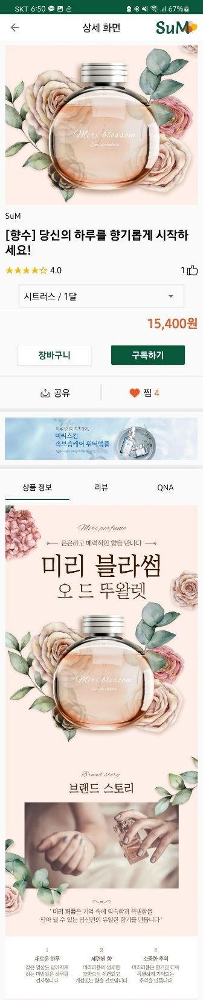 SKT 6:50
67%
상세 화면
SuM
Miri blossom
Eau de toilette
SuM
[향수] 당신의 하루를 향기롭게 시작하
세요!
4.0
1
시트러스 / 1달
15,400원
장바구니
구독하기
공유
찜 4
피부속까지 촉촉하게,
미리스킨
속보습케어 워터앰플
상품 정보
리뷰
QNA
Miri perfume
은은하고 매력적인 향을 만나다
미리 블라썸
오 드 뚜왈렛
Miri blossom
Eau de toilette
Brnad story
브랜드 스토리
' 미리 퍼퓸은 기억 속에 익숙함과 특별함을
담아 낼 수 있는 당신만의 유일한 향기를 만듭니다 '
1
새로운 하루
같은 일상도 달라지게
하는 마법같은 하루를
선사합니다
2
세련된 향
미리퍼퓸의 섬세한
조합으로 세련되고
개성있는 향을 선보입니다
3
소중한 추억
미리퍼퓸은 향기로 더욱
특별하게 기억되는
추억을 만듭니다